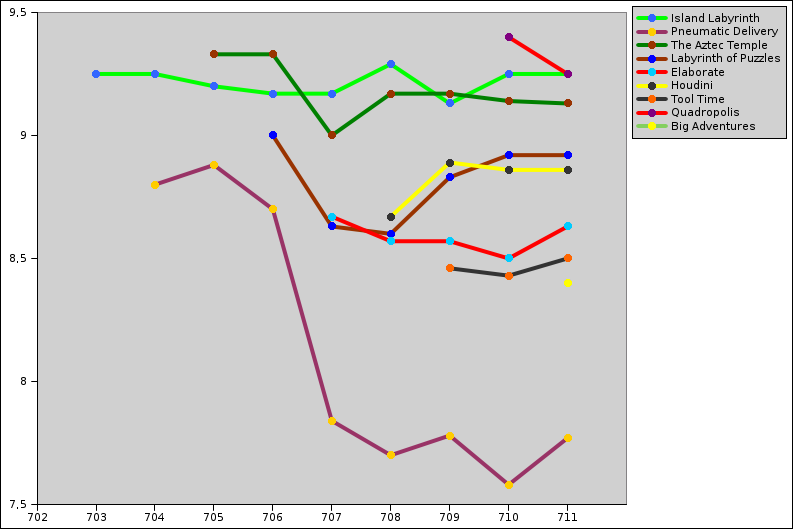 9,5
9
8,5
8
7,5
702 703 704 705 706 707 708 709 710 711
Island Labyrinth
Pneumatic Delivery
The Aztec Temple
Labyrinth of Puzzles
Elaborate
Houdini
Tool Time
Quadropolis
Big Adventures